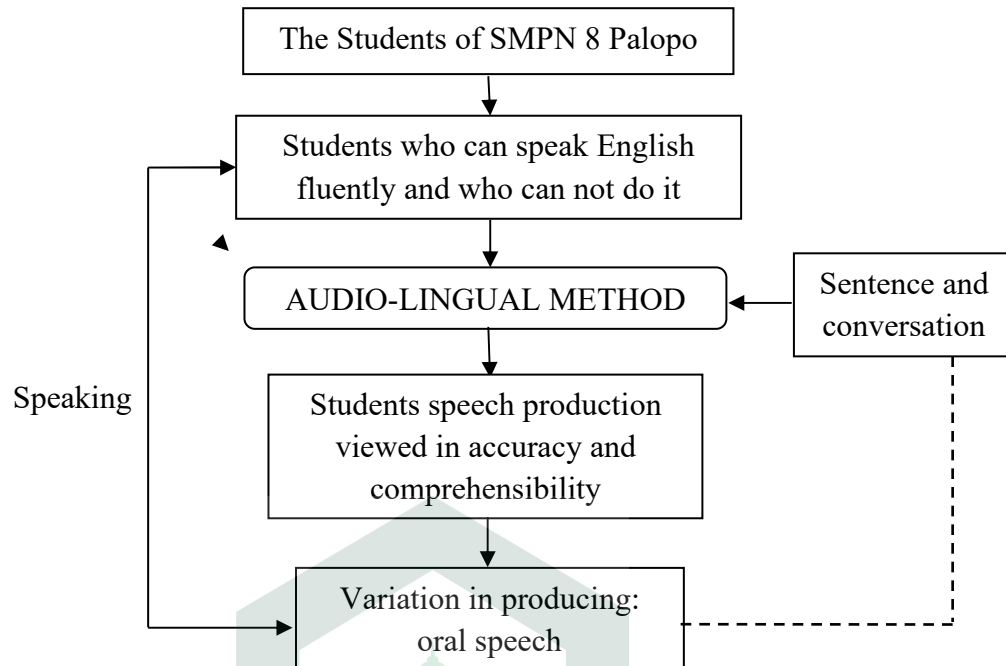 The Students of SMPN 8 Palopo
Students who can speak English
fluently and who can not do it
AUDIO-LINGUAL METHOD
Sentence and
conversation
Speaking
Students speech production
viewed in accuracy and
comprehensibility
Variation in producing:
oral speech